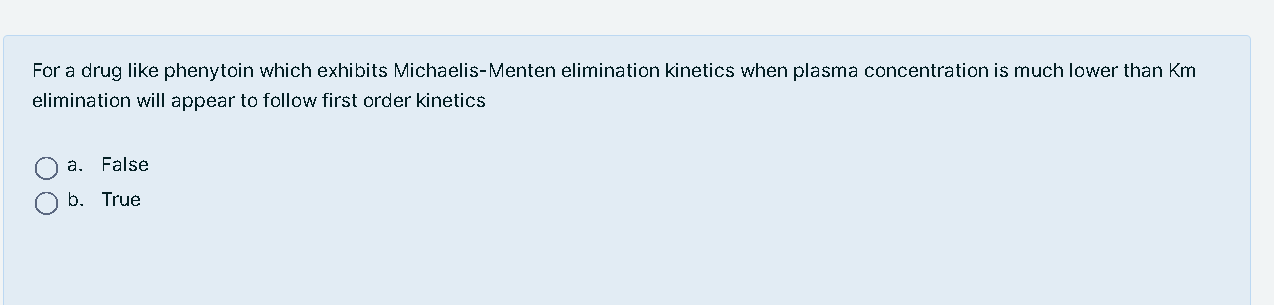 For a drug like phenytoin which exhibits Michaelis-Menten elimination kinetics when plasma concentration is much lower than Km
elimination will appear to follow first order kinetics
a. False
b. True